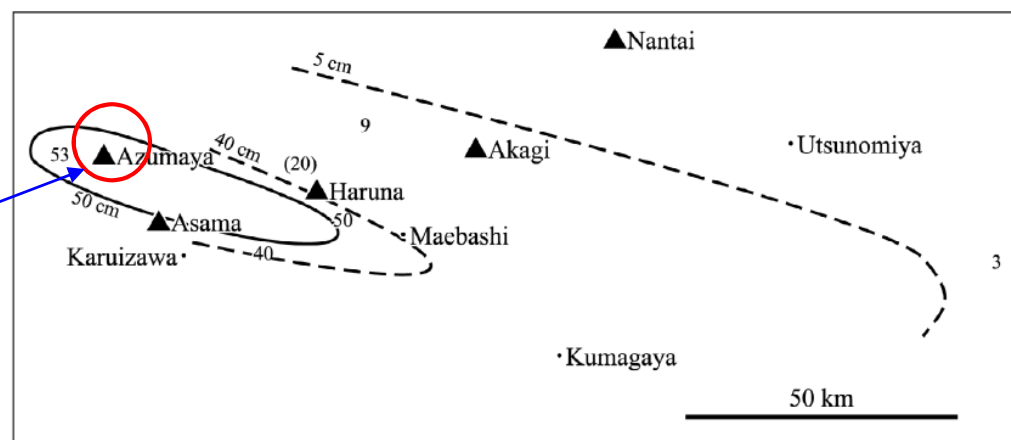 Nantai
5 cm
9
Akagi
Utsunomiya
40 cm
(20)
53
Azumaya
Haruna
50 cm
Asama
50
Maebashi
Karuizawa
40
3
Kumagaya
50 km